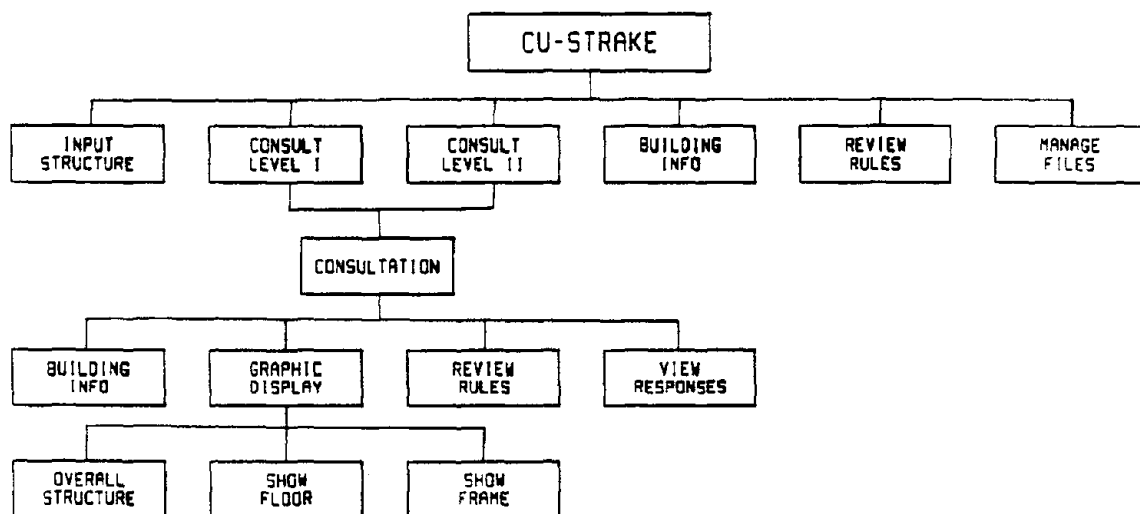 CU-STRAKE
INPUT
STRUCTURE
CONSULT
LEVEL I
CONSULT
LEVEL II
BUILDING
INFO
REVIEW
RULES
MANAGE
FILES
CONSULTATION
BUILDING
INFO
GRAPHIC
DISPLAY
REVIEW
RULES
VIEW
RESPONSES
OVERALL
STRUCTURE
SHOW
FLOOR
SHOW
FRAME